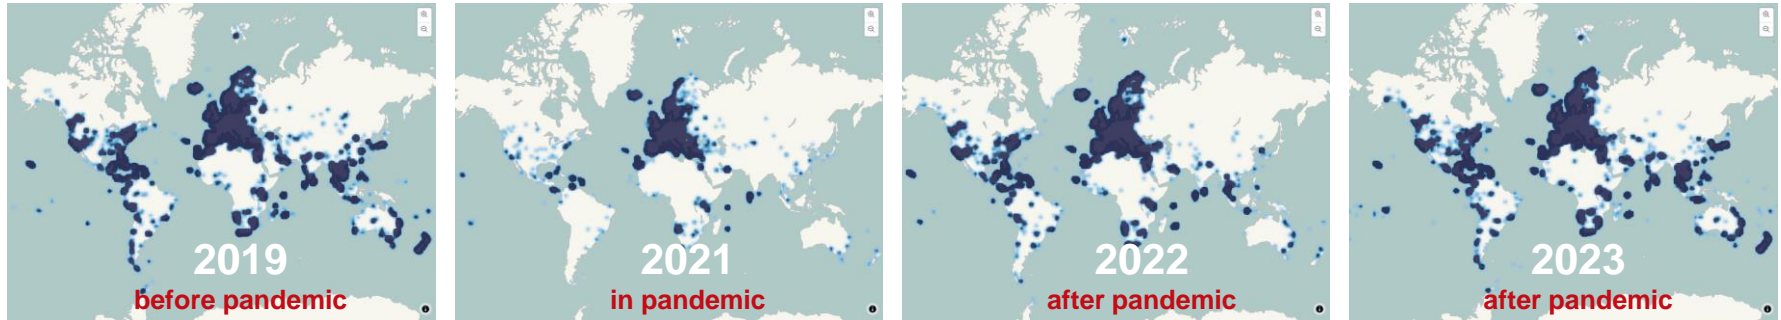 2019
before pandemic
2021
in pandemic
2022
after pandemic
2023
after pandemic